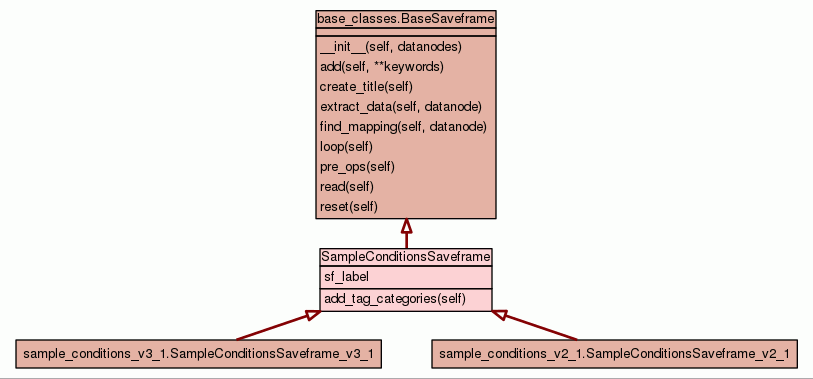 base_classes.BaseSaveframe
__init__(self, datanodes)
add(self, **keywords)
create_title(self)
extract_data(self, datanode)
find_mapping(self, datanode)
loop(self)
pre_ops(self)
read(self)
reset(self)
SampleConditionsSaveframe
sf_label
add_tag_categories(self)
sample_conditions_v3_1.SampleConditionsSaveframe_v3_1
sample_conditions_v2_1.SampleConditionsSaveframe_v2_1